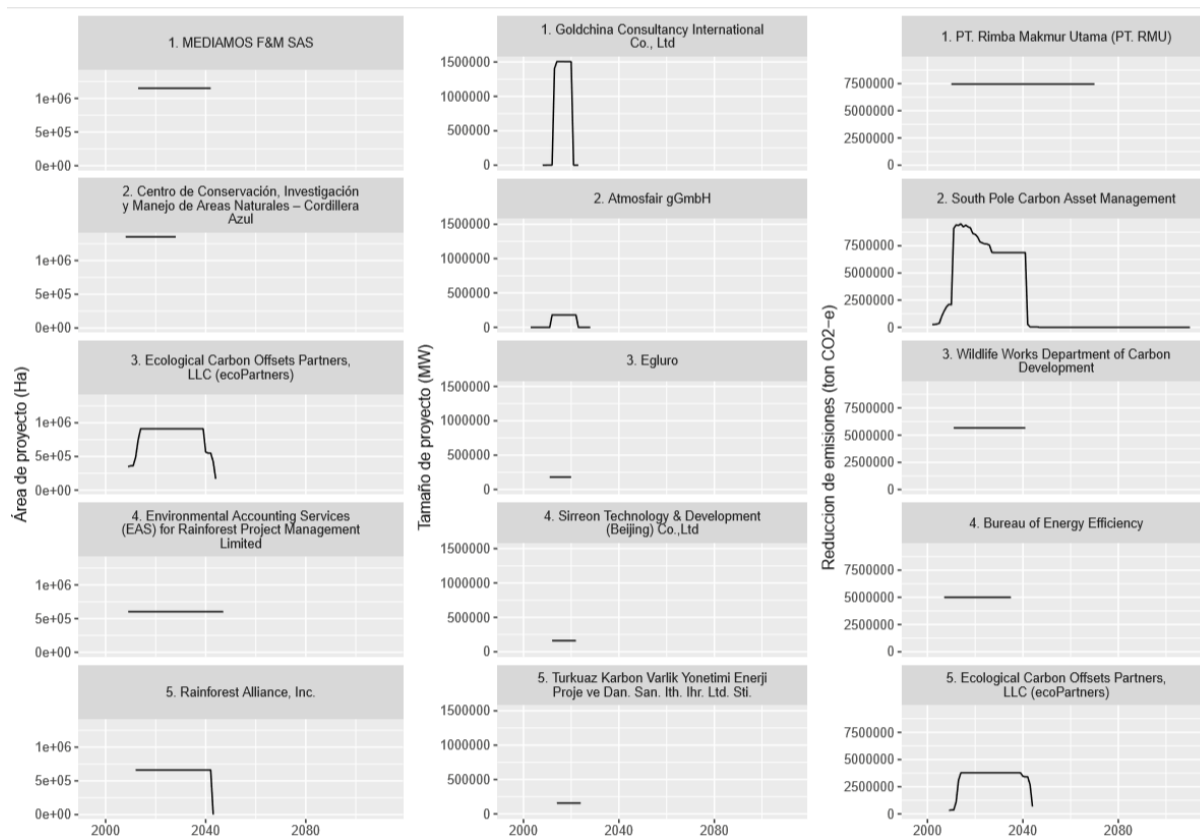 Área de proyecto (Ha)
1. MEDIAMOS F&M SAS
1e+06
5e+05
0e+00
2. Centro de Conservación, Investigación
y Manejo de Areas Naturales – Cordillera
Azul
1e+06
5e+05
0e+00
3. Ecological Carbon Offsets Partners,
LLC (ecoPartners)
1e+06
5e+05
0e+00
4. Environmental Accounting Services
(EAS) for Rainforest Project Management
Limited
1e+06
5e+05
0e+00
5. Rainforest Alliance, Inc.
1e+06
5e+05
0e+00
2000 2040 2080
Tamaño de proyecto (MW)
1. Goldchina Consultancy International
Co., Ltd
1500000
1000000
500000
0
2. Atmosfair gGmbH
1500000
1000000
500000
0
3. Egluro
1500000
1000000
500000
0
4. Sirreon Technology & Development
(Beijing) Co.,Ltd
1500000
1000000
500000
0
5. Turkuaz Karbon Varlik Yonetimi Enerji
Proje ve Dan. San. Ith. Ihr. Ltd. Sti.
1500000
1000000
500000
0
2000 2040 2080
Reduccion de emisiones (ton CO2−e)
1. PT. Rimba Makmur Utama (PT. RMU)
7500000
5000000
2500000
0
2. South Pole Carbon Asset Management
7500000
5000000
2500000
0
3. Wildlife Works Department of Carbon
Development
7500000
5000000
2500000
0
4. Bureau of Energy Efficiency
7500000
5000000
2500000
0
5. Ecological Carbon Offsets Partners,
LLC (ecoPartners)
7500000
5000000
2500000
0
2000 2040 2080